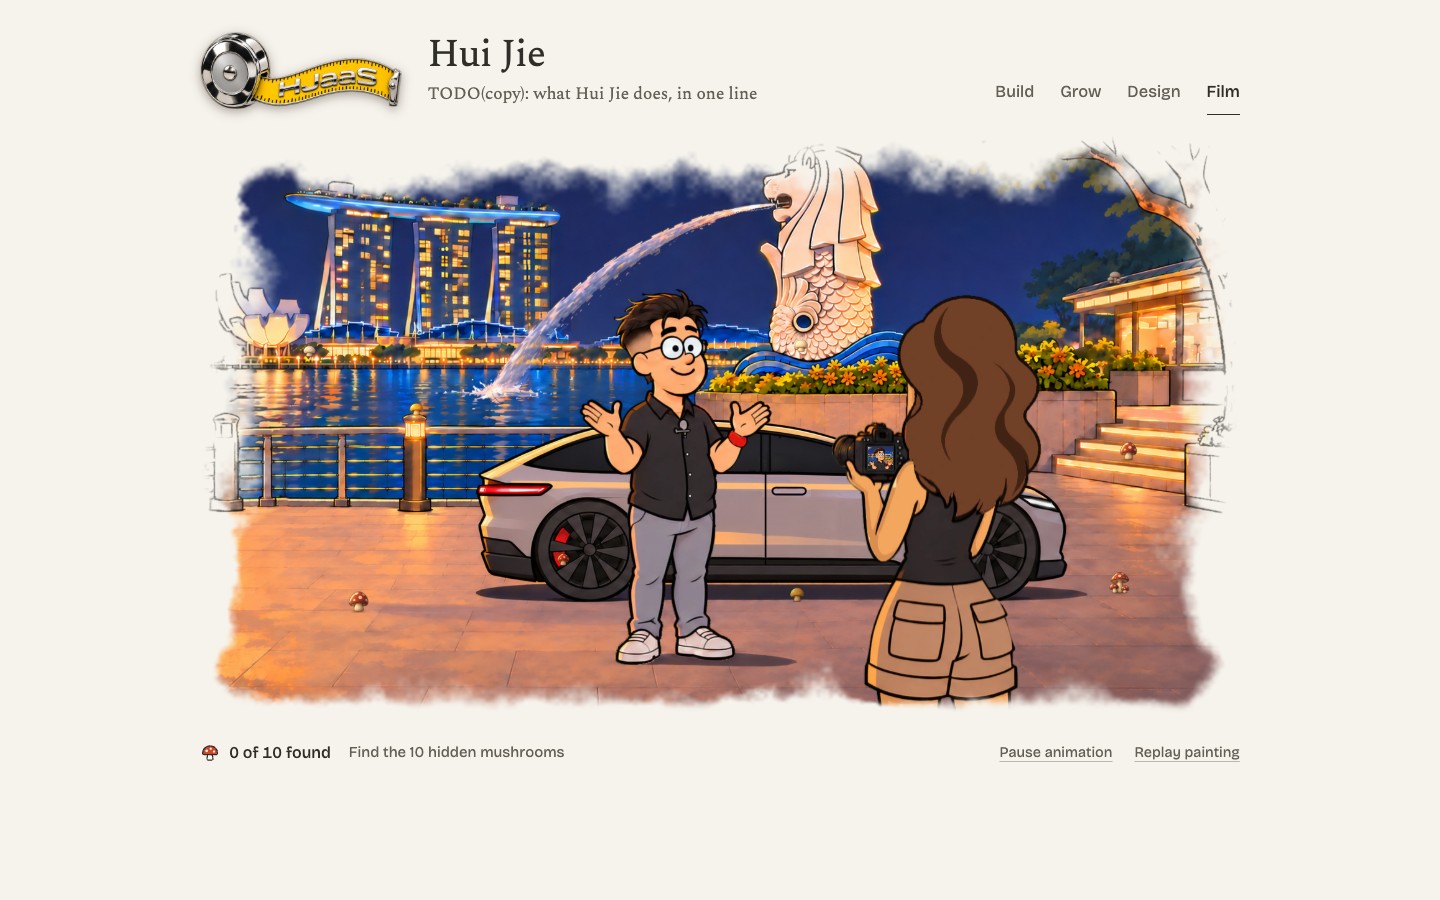 HJaaS
Hui Jie
TODO(copy): what Hui Jie does, in one line
Build
Grow
Design
Film
0 of 10 found
Find the 10 hidden mushrooms
Pause animation
Replay painting